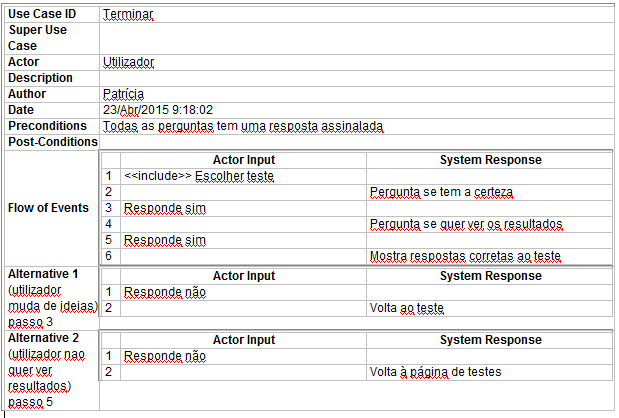 Use Case ID Terminar
Super Use
Case
Actor Utilizador
Description
Author Patrícia
Date 23/Abr/2015 9:18:02
Preconditions Todas as perguntas tem uma resposta assinalada
Post-Conditions
Flow of Events
Actor Input System Response
1 <<include>> Escolher teste
2 Pergunta se tem a certeza
3 Responde sim
4 Pergunta se quer ver os resultados
5 Responde sim
6 Mostra respostas corretas ao teste
Alternative 1
(utilizador
muda de ideias)
passo 3
Actor Input System Response
1 Responde não
2 Volta ao teste
Alternative 2
(utilizador nao
quer ver
resultados)
passo 5
Actor Input System Response
1 Responde não
2 Volta à página de testes